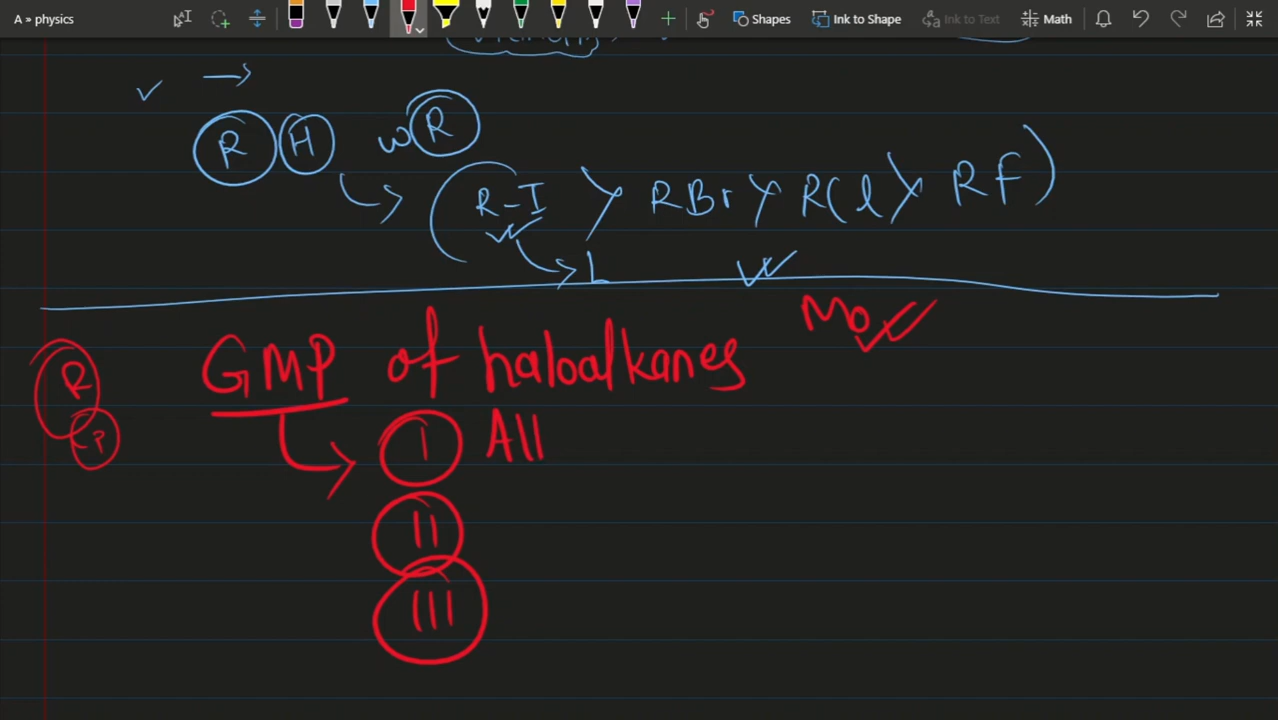 A » physics
Shapes
Ink to Shape
Ink to Text
Math
R H w R
R-I > RBr > RCl > RF
L
GMP of haloalkanes
Mo
R
P
I All
II
III